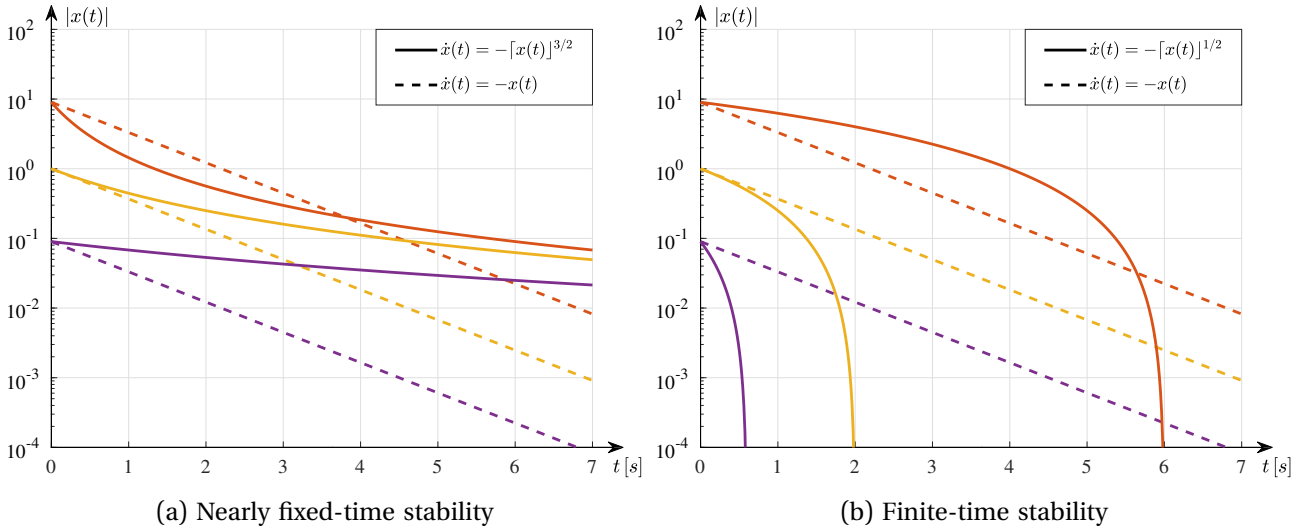 |x(t)|
10^2
10^1
10^0
10^-1
10^-2
10^-3
10^-4
ẋ(t) = −⌈x(t)⌋^{3/2}
ẋ(t) = −x(t)
0 1 2 3 4 5 6 7 t [s]
(a) Nearly fixed-time stability
|x(t)|
10^2
10^1
10^0
10^-1
10^-2
10^-3
10^-4
ẋ(t) = −⌈x(t)⌋^{1/2}
ẋ(t) = −x(t)
0 1 2 3 4 5 6 7 t [s]
(b) Finite-time stability